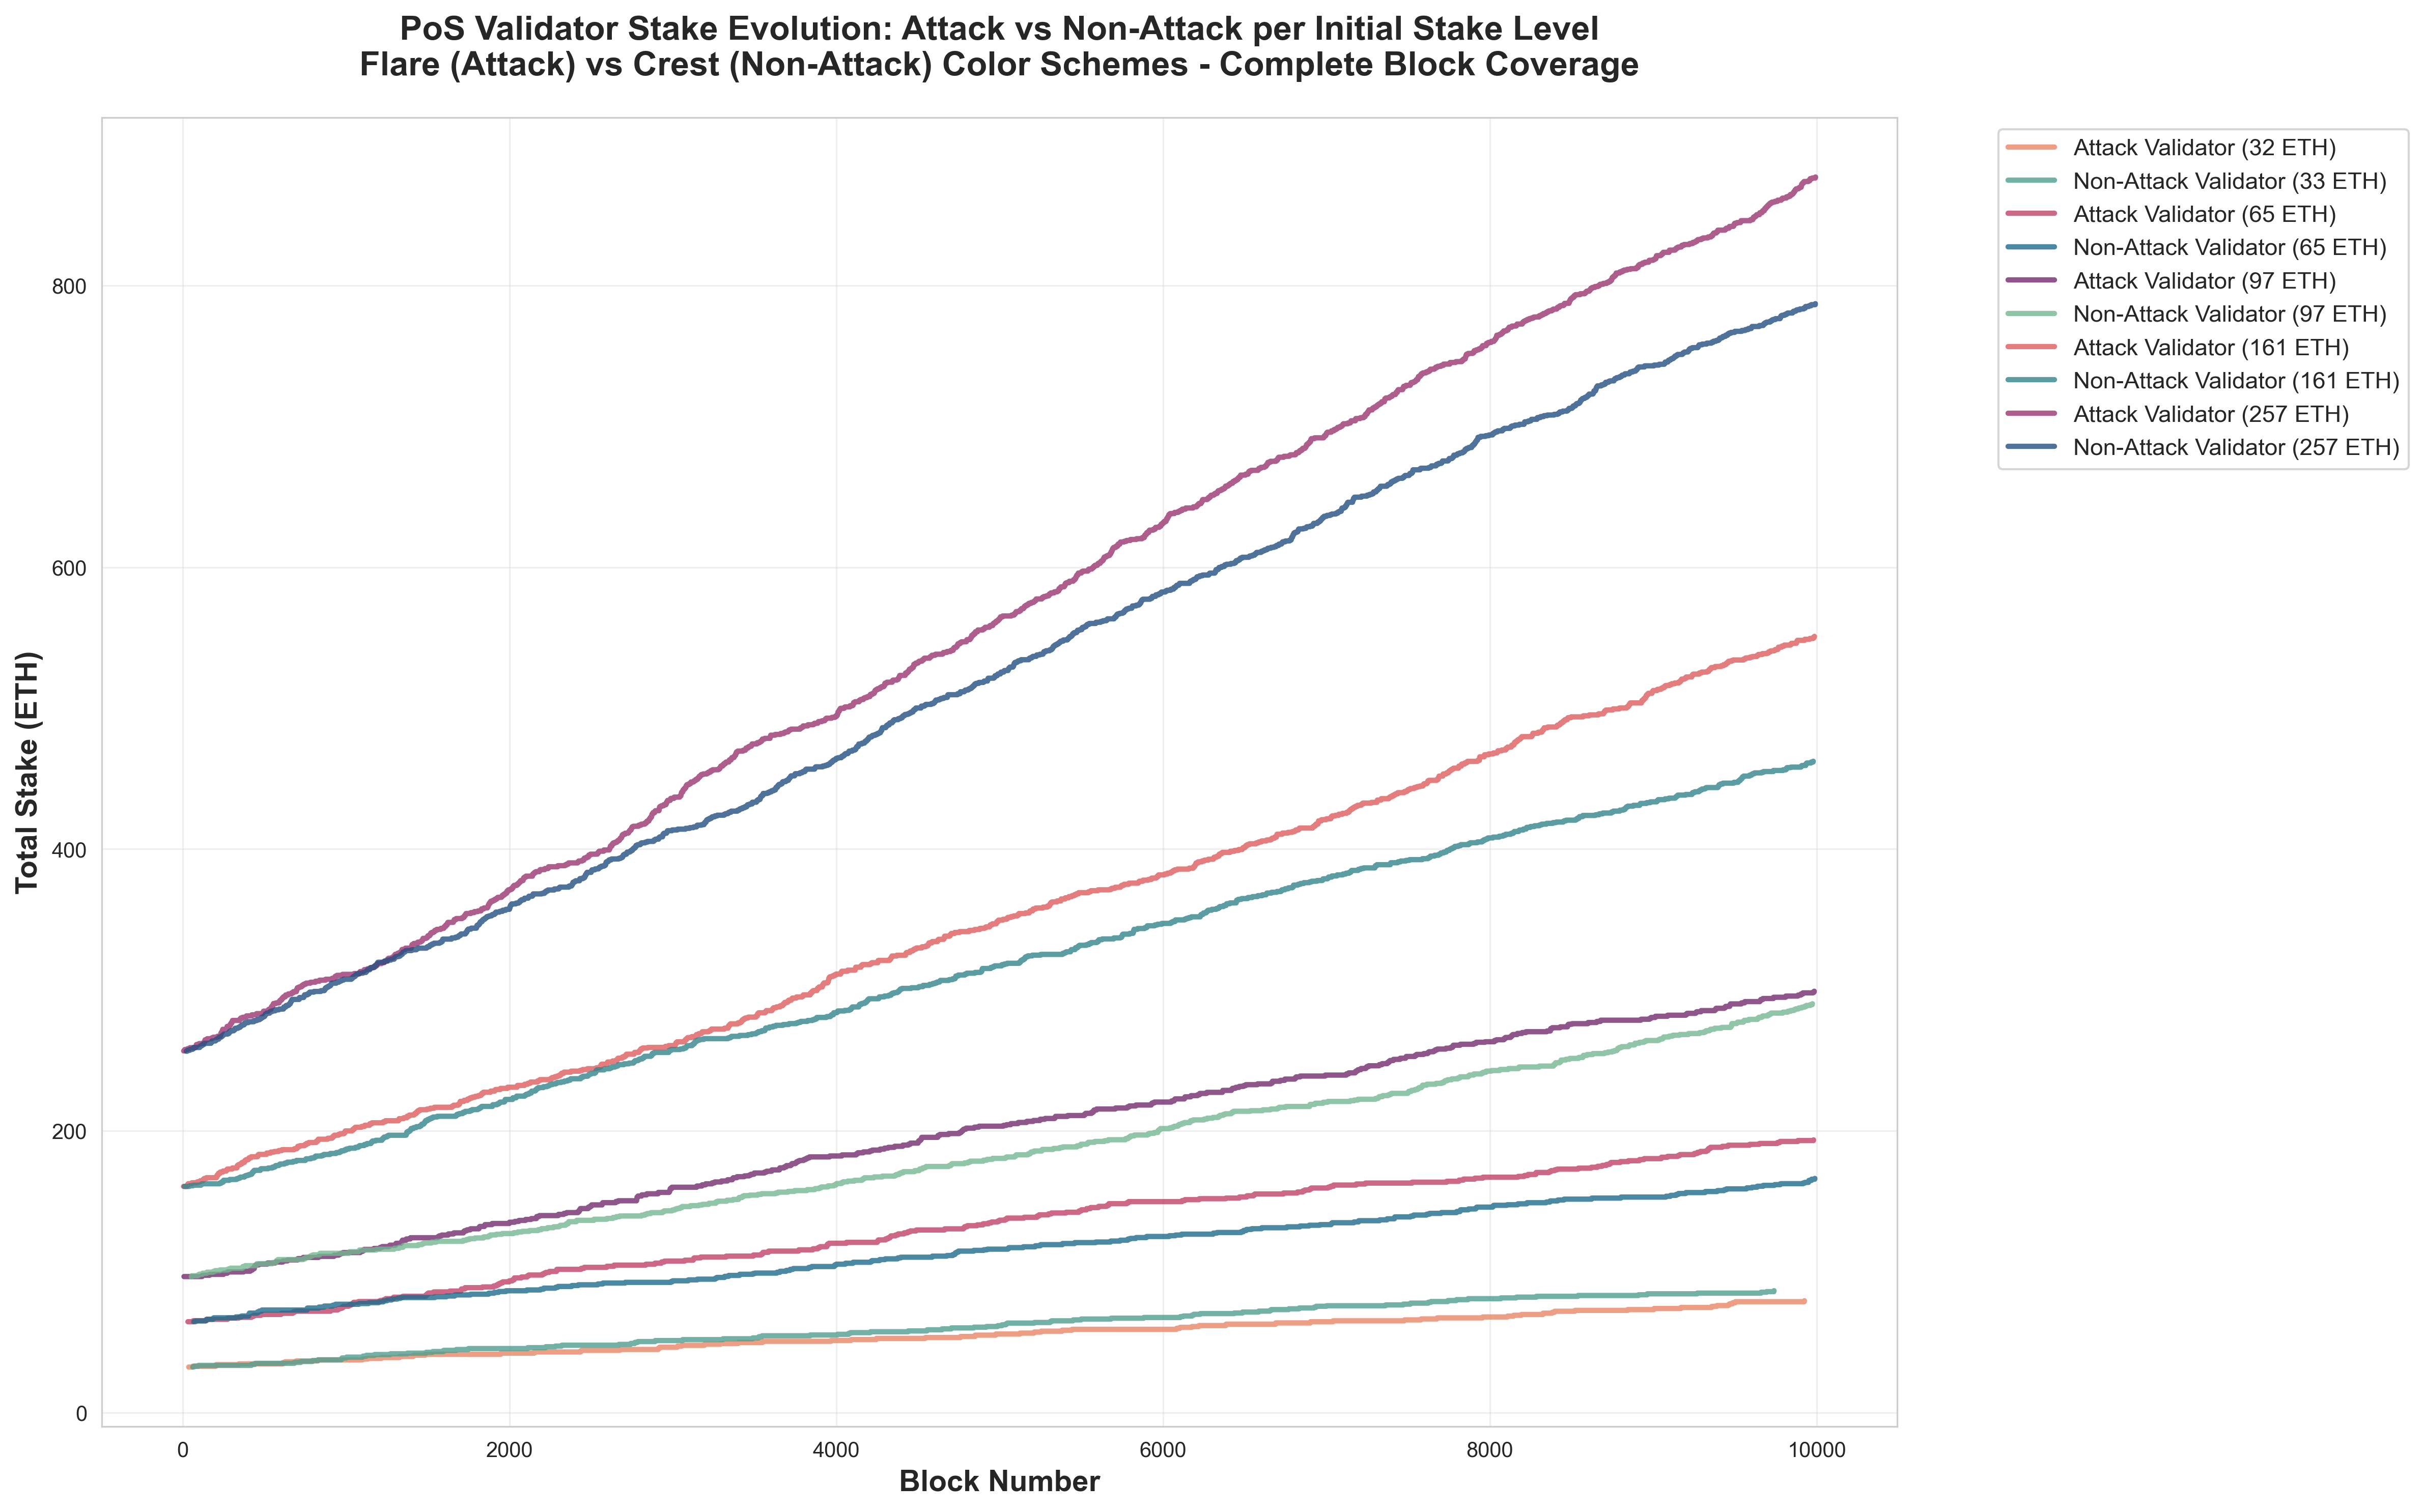 PoS Validator Stake Evolution: Attack vs Non-Attack per Initial Stake Level
Flare (Attack) vs Crest (Non-Attack) Color Schemes - Complete Block Coverage
Attack Validator (32 ETH)
Non-Attack Validator (33 ETH)
Attack Validator (65 ETH)
Non-Attack Validator (65 ETH)
Attack Validator (97 ETH)
Non-Attack Validator (97 ETH)
Attack Validator (161 ETH)
Non-Attack Validator (161 ETH)
Attack Validator (257 ETH)
Non-Attack Validator (257 ETH)
Total Stake (ETH)
800
600
400
200
0
0
2000
4000
6000
8000
10000
Block Number